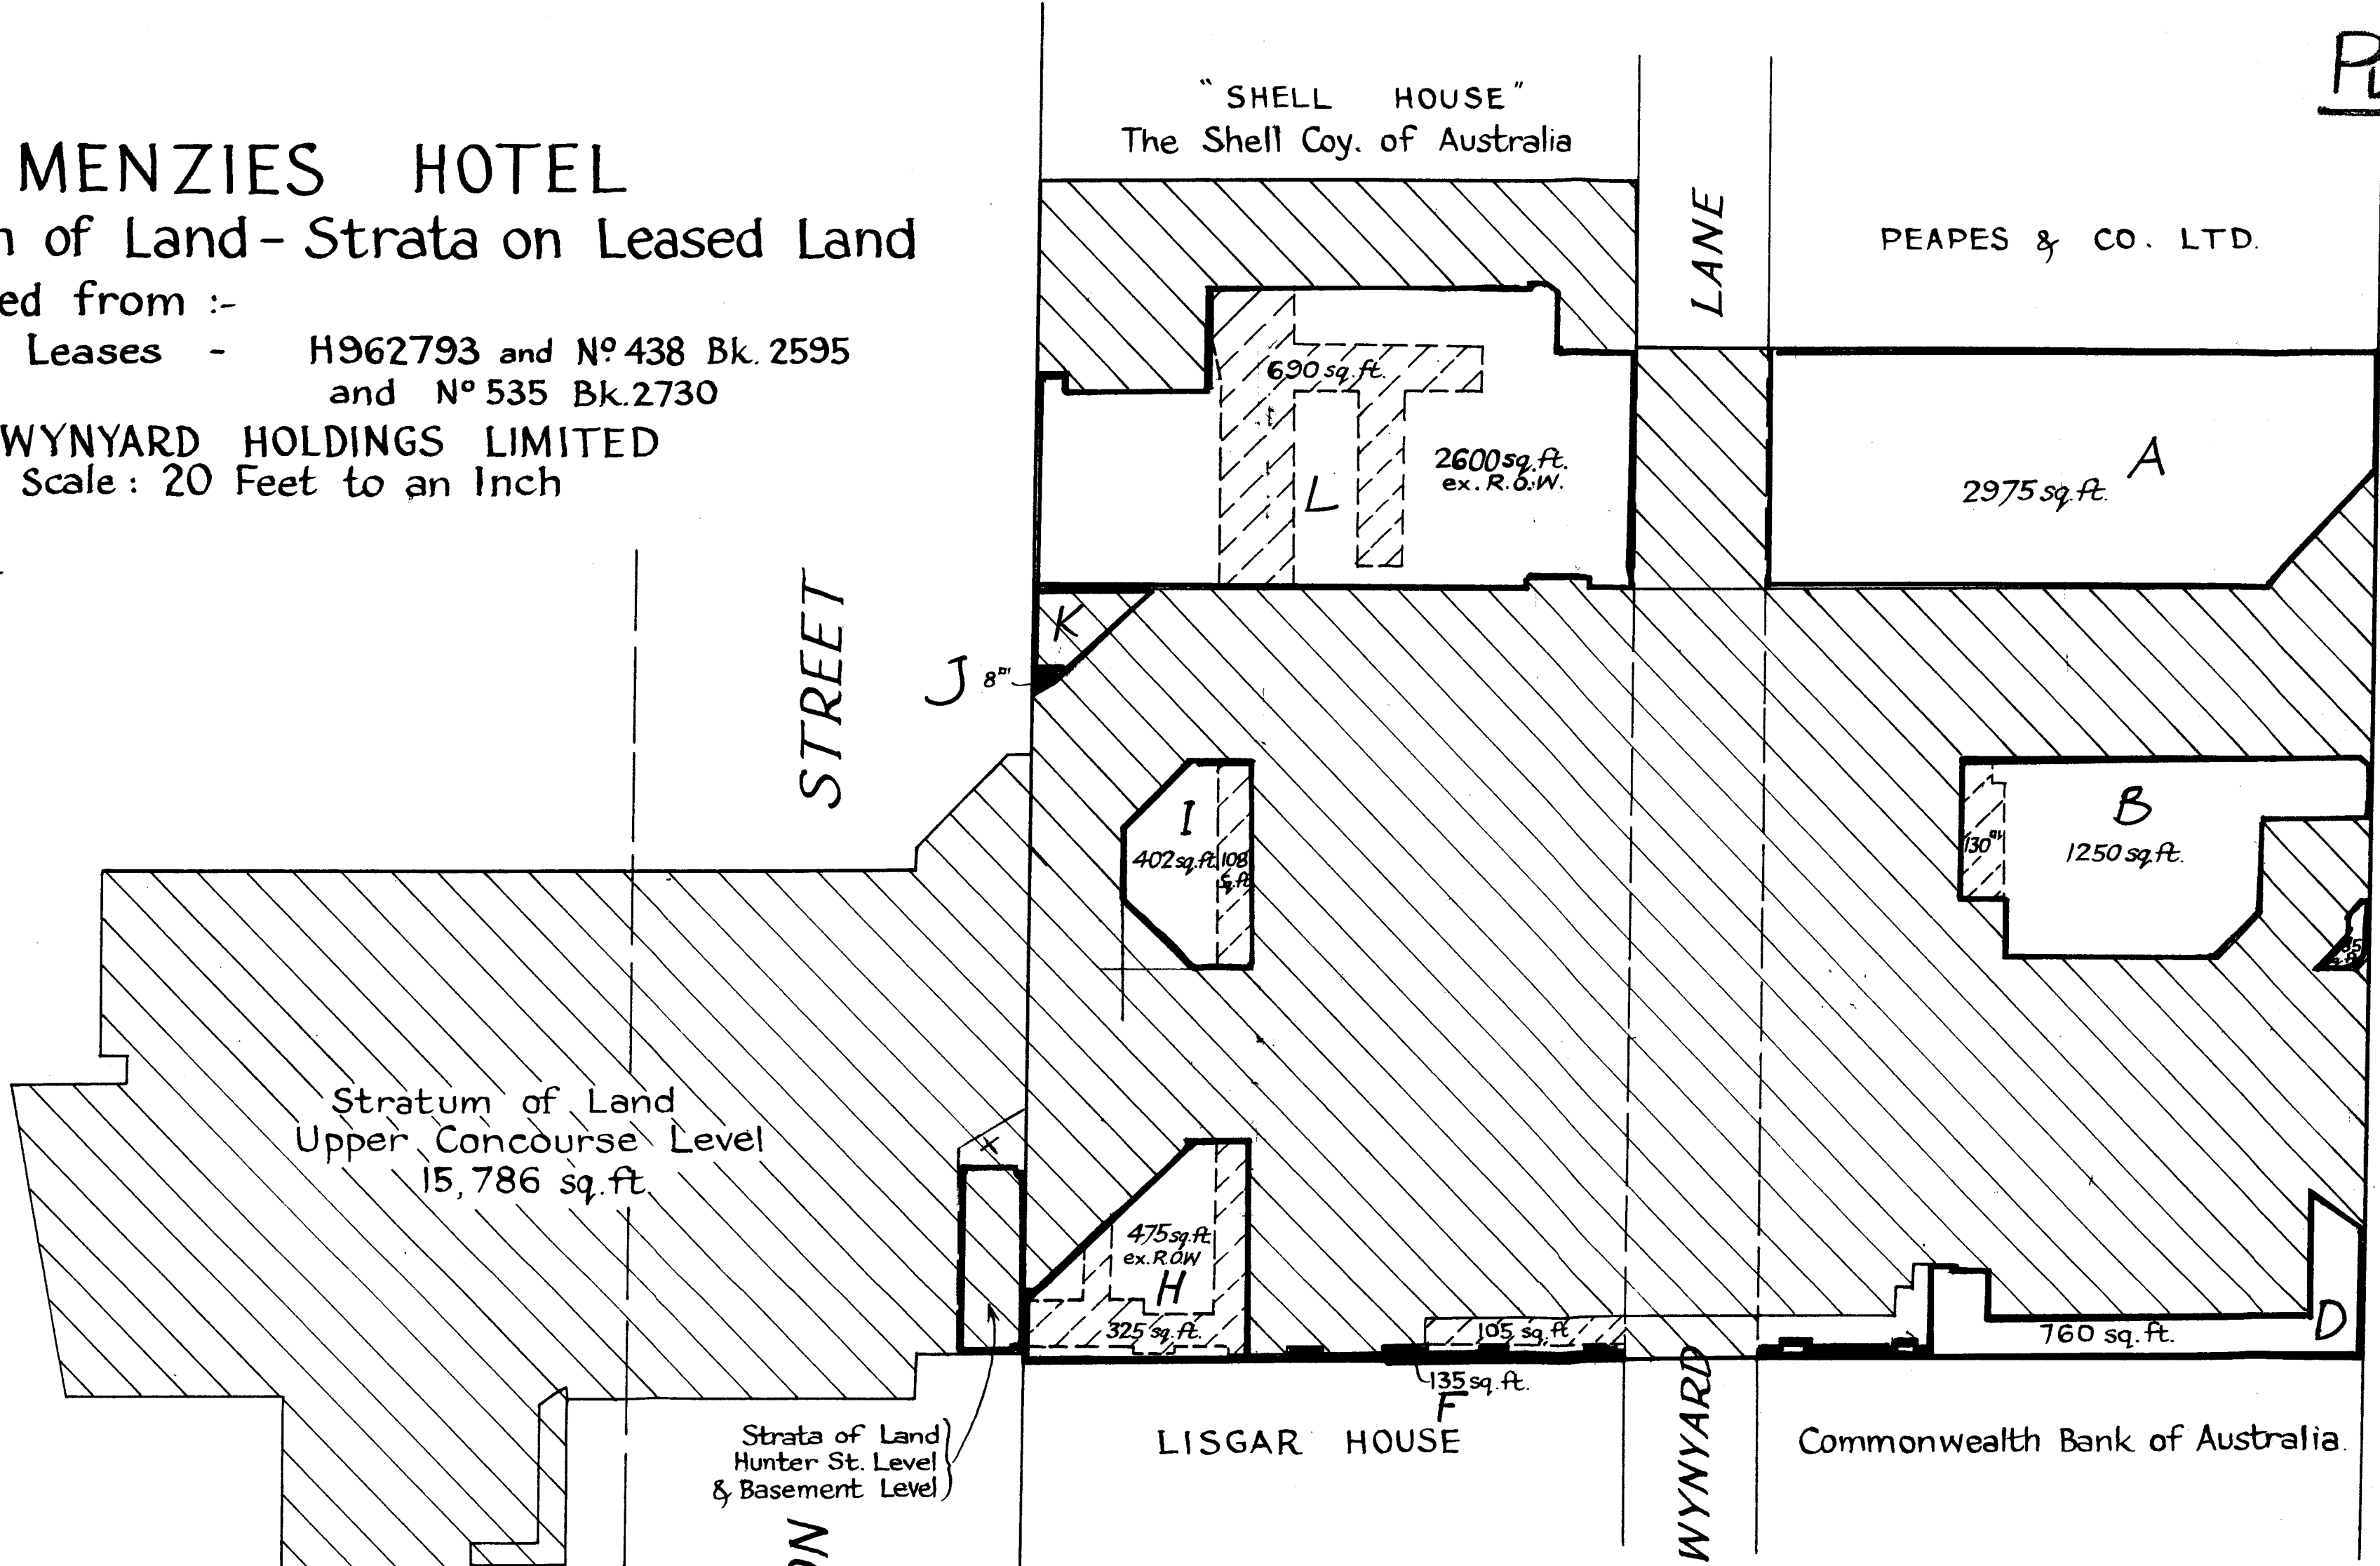 MENZIES HOTEL
of Land - Strata on Leased Land
ed from :-
Leases - H962793 and Nº 438 Bk. 2595
and Nº 535 Bk. 2730
WYNYARD HOLDINGS LIMITED
Scale : 20 Feet to an Inch
"SHELL HOUSE"
The Shell Coy. of Australia
LANE
PEAPES & CO. LTD.
690 sq. ft.
2600 sq. ft.
ex. R.O.W.
L
A
2975 sq. ft.
STREET
K
J 8□'
I
402 sq. ft.
108
sq. ft.
130□'
B
1250 sq. ft.
Stratum of Land
Upper Concourse Level
15,786 sq. ft.
x
475 sq. ft.
ex. R.O.W
H
325 sq. ft.
105 sq. ft.
135 sq. ft.
F
760 sq. ft.
D
Strata of Land
Hunter St. Level
& Basement Level
LISGAR HOUSE
WYNYARD
Commonwealth Bank of Australia.
ON